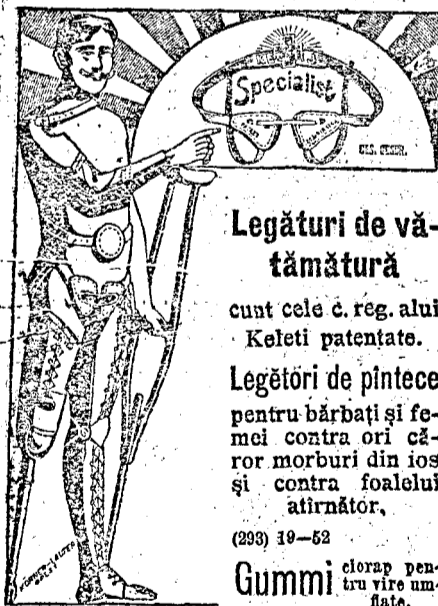 Specialist
Legături de vă-
tămătură
cunt cele c. reg. alui
Keleti patentate.
Legĕtori de pîntece
pentru bărbați și fe-
mei contra ori că-
ror morburi din ios
și contra foalelui
atîrnător,
(293) 19—52
Gummi ciorap pen-
tru vire um-
flate.